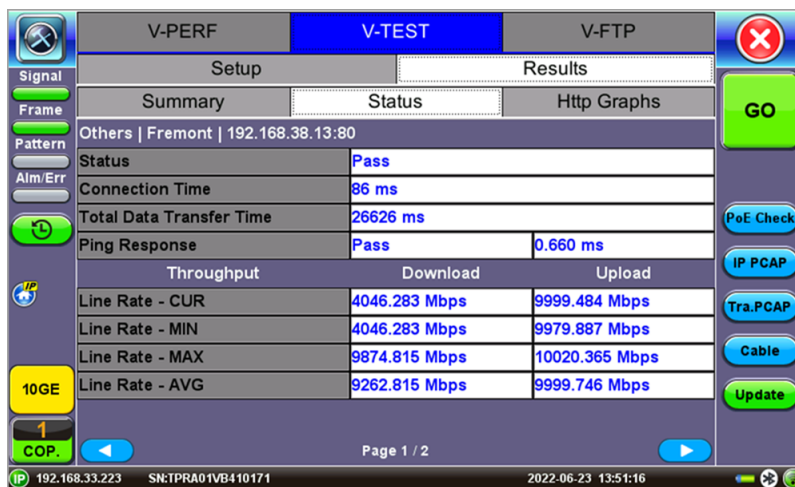 V-PERF V-TEST V-FTP
Signal Setup Results
Frame Summary Status Http Graphs GO
Pattern Others | Fremont | 192.168.38.13:80
Status Pass
Alm/Err
Connection Time 86 ms
Total Data Transfer Time 26626 ms PoE Check
Ping Response Pass 0.660 ms
Throughput Download Upload IP PCAP
IP
Line Rate - CUR 4046.283 Mbps 9999.484 Mbps Tra.PCAP
Line Rate - MIN 4046.283 Mbps 9979.887 Mbps
Line Rate - MAX 9874.815 Mbps 10020.365 Mbps Cable
10GE Line Rate - AVG 9262.815 Mbps 9999.746 Mbps Update
1
COP. Page 1 / 2
IP 192.168.33.223 SN:TPRA01VB410171 2022-06-23 13:51:16